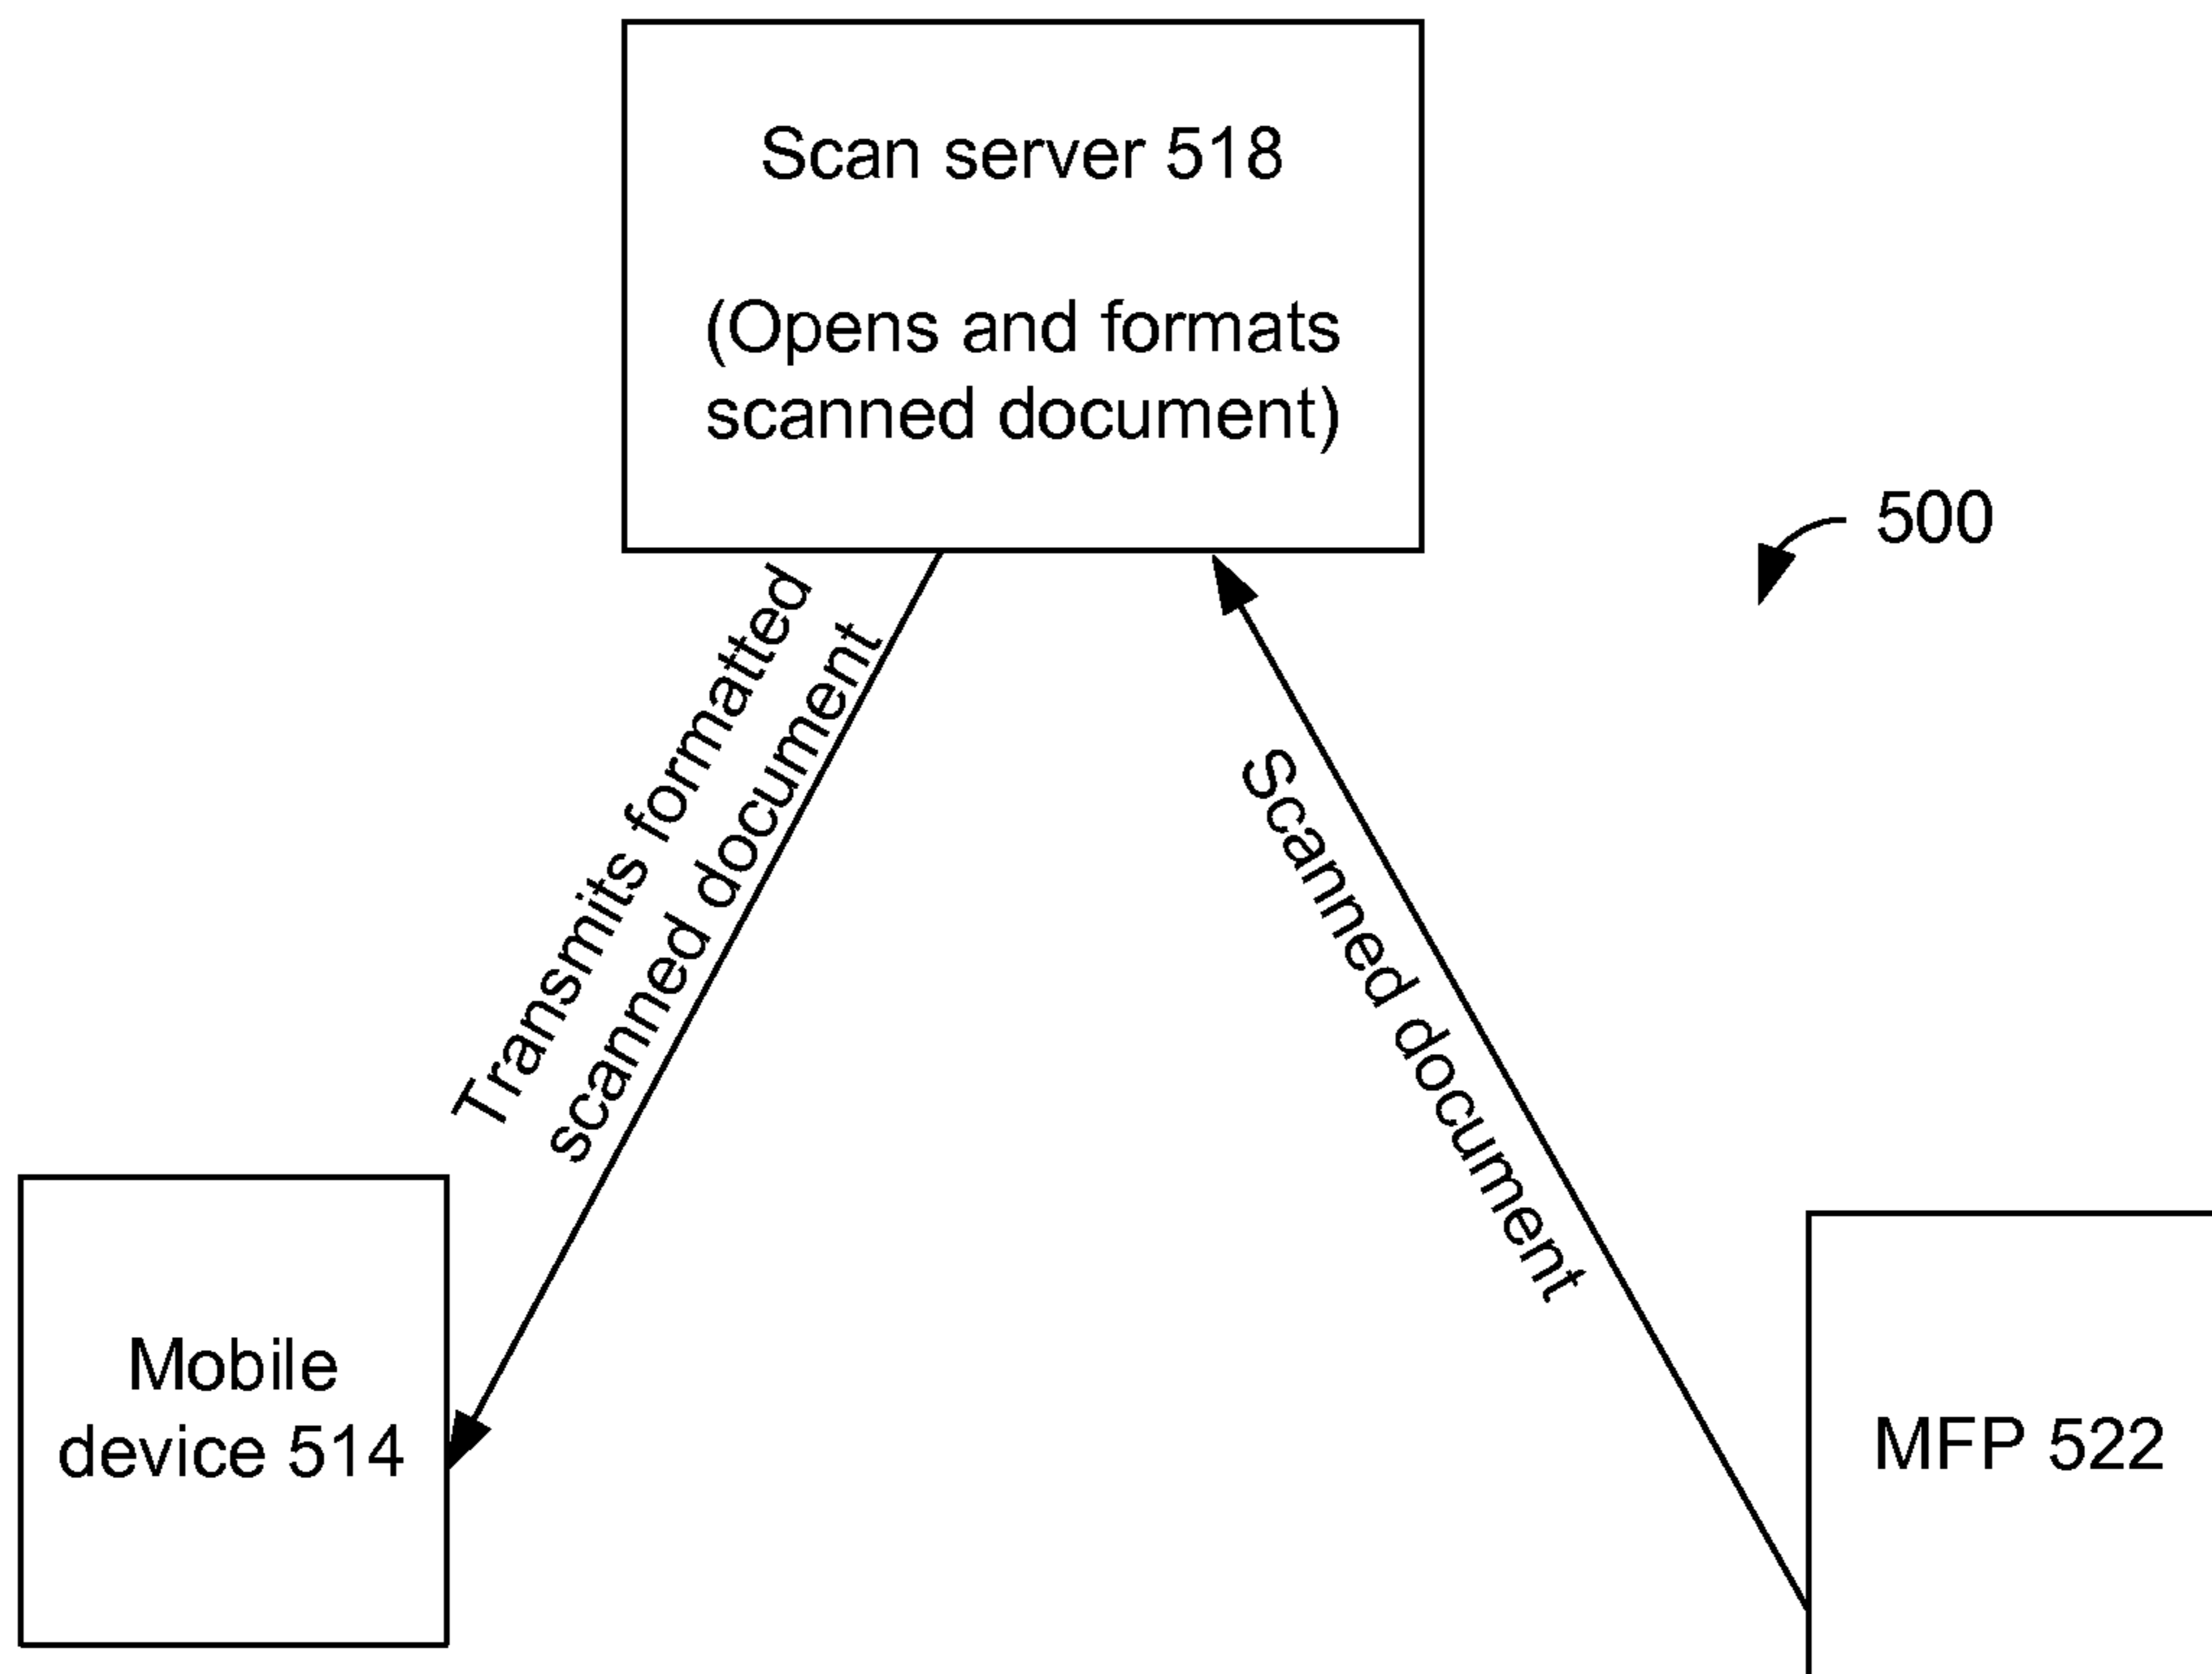 Scan server 518
(Opens and formats
scanned document)
500
Transmits formatted
scanned document
Scanned document
Mobile
device 514
MFP 522